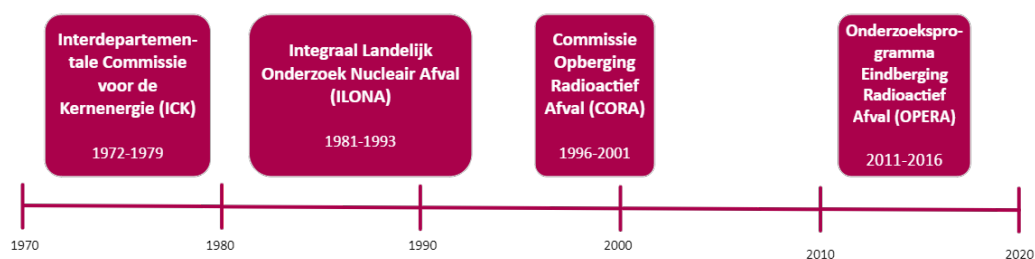 Interdepartemen-
tale Commissie
voor de
Kernenergie (ICK)
1972-1979
Integraal Landelijk
Onderzoek Nucleair Afval
(ILONA)
1981-1993
Commissie
Opberging
Radioactief
Afval (CORA)
1996-2001
Onderzoekspro-
gramma
Eindberging
Radioactief
Afval (OPERA)
2011-2016
1970
1980
1990
2000
2010
2020